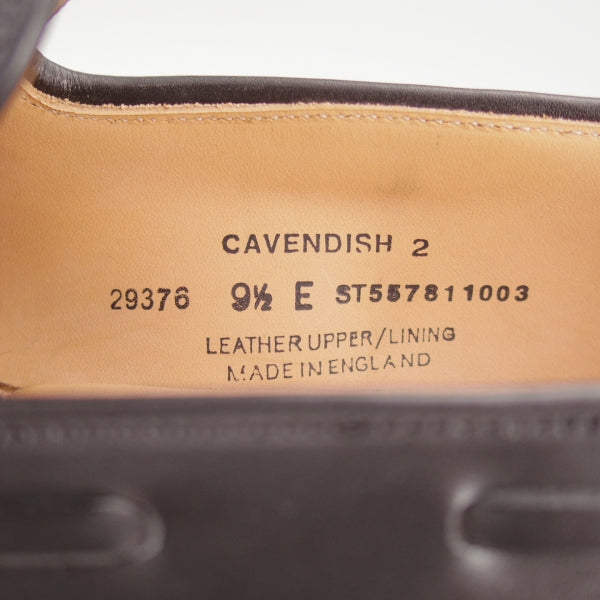 CAVENDISH 2
29376 9½ E ST557811003
LEATHER UPPER/LINING
MADE IN ENGLAND